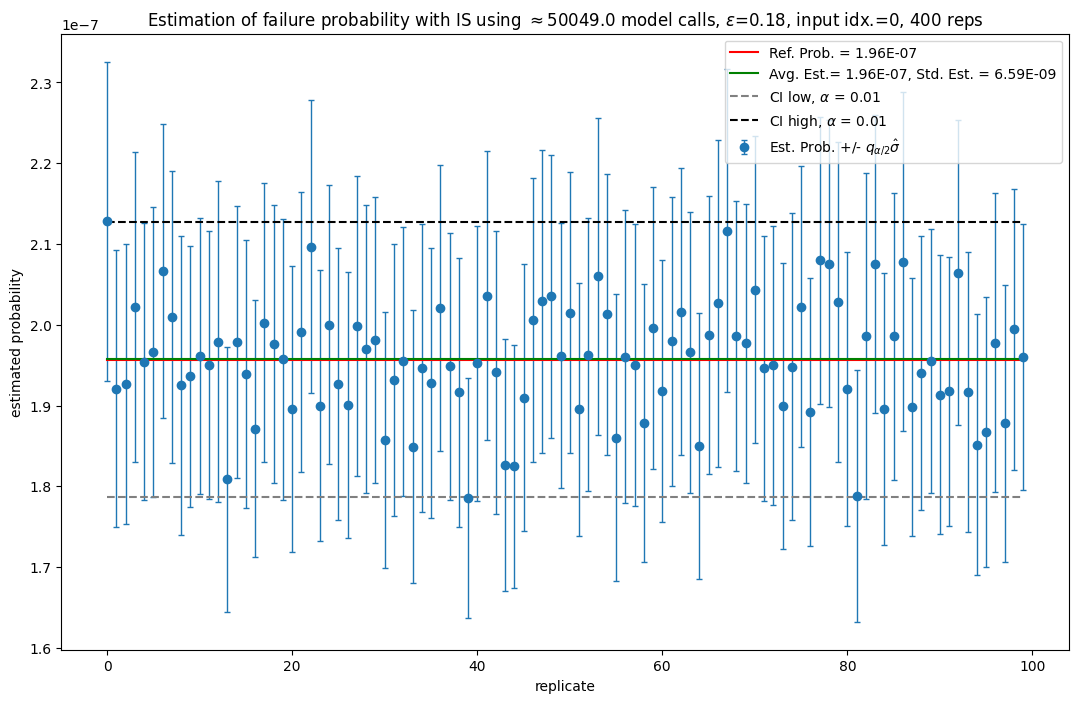 Estimation of failure probability with IS using ≈50049.0 model calls, ε=0.18, input idx.=0, 400 reps
1e−7
Ref. Prob. = 1.96E-07
Avg. Est.= 1.96E-07, Std. Est. = 6.59E-09
CI low, α = 0.01
CI high, α = 0.01
Est. Prob. +/- qα/2σ̂
2.3
2.2
2.1
2.0
1.9
1.8
1.7
1.6
estimated probability
0 20 40 60 80 100
replicate